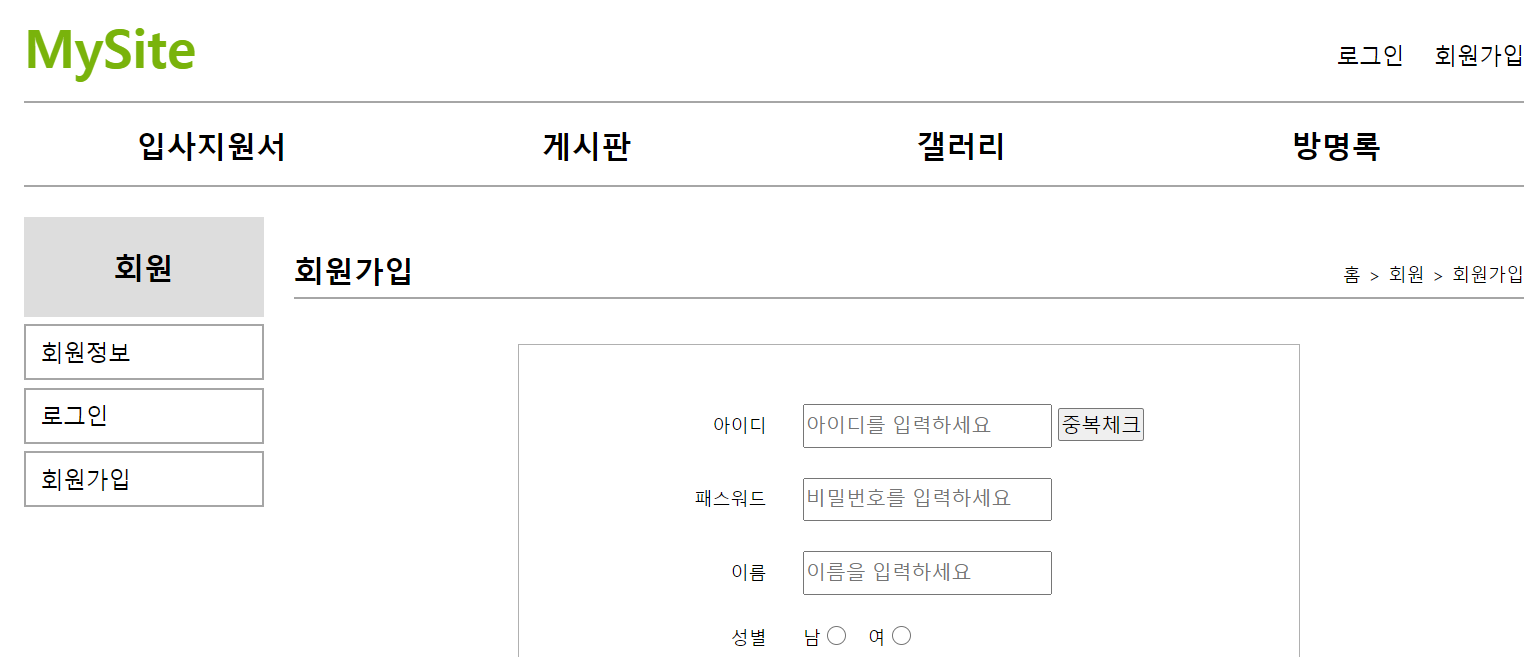 MySite
로그인 회원가입
입사지원서 게시판 갤러리 방명록
회원
회원정보
로그인
회원가입
회원가입
홈 > 회원 > 회원가입
아이디 아이디를 입력하세요 중복체크
패스워드 비밀번호를 입력하세요
이름 이름을 입력하세요
성별 남 여